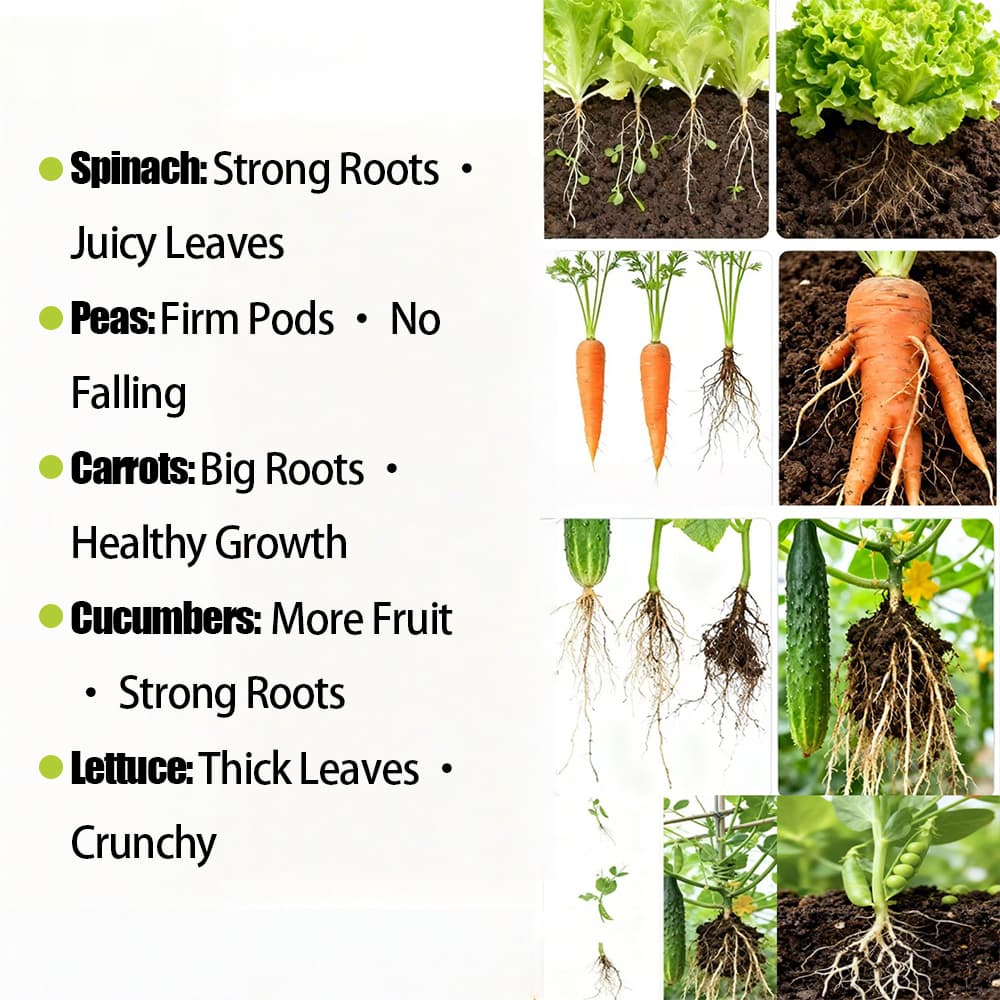 Spinach: Strong Roots •
Juicy Leaves
Peas: Firm Pods • No
Falling
Carrots: Big Roots •
Healthy Growth
Cucumbers: More Fruit
• Strong Roots
Lettuce: Thick Leaves •
Crunchy